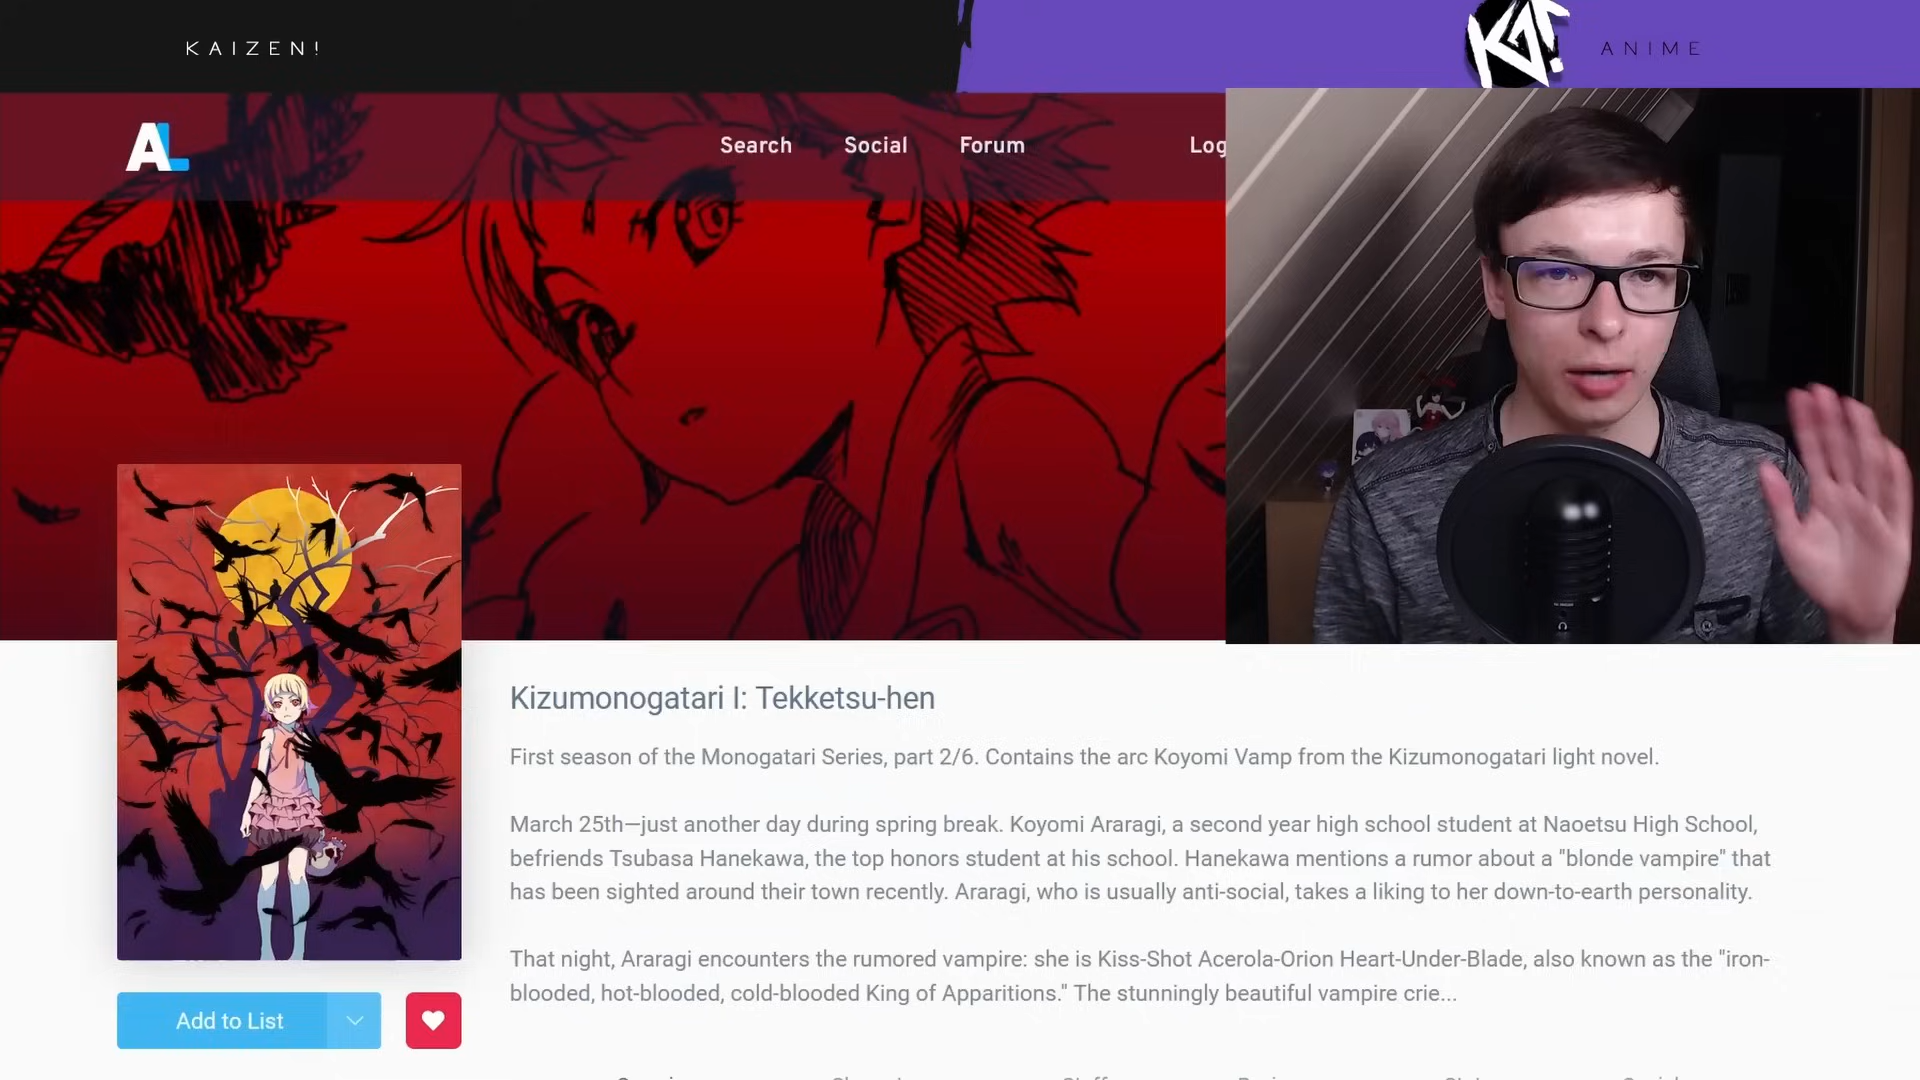 KAIZEN!
KA!
ANIME
AL
Search
Social
Forum
Log
Kizumonogatari I: Tekketsu-hen
First season of the Monogatari Series, part 2/6. Contains the arc Koyomi Vamp from the Kizumonogatari light novel.
March 25th—just another day during spring break. Koyomi Araragi, a second year high school student at Naoetsu High School,
befriends Tsubasa Hanekawa, the top honors student at his school. Hanekawa mentions a rumor about a "blonde vampire" that
has been sighted around their town recently. Araragi, who is usually anti-social, takes a liking to her down-to-earth personality.
That night, Araragi encounters the rumored vampire: she is Kiss-Shot Acerola-Orion Heart-Under-Blade, also known as the "iron-
blooded, hot-blooded, cold-blooded King of Apparitions." The stunningly beautiful vampire crie...
Add to List